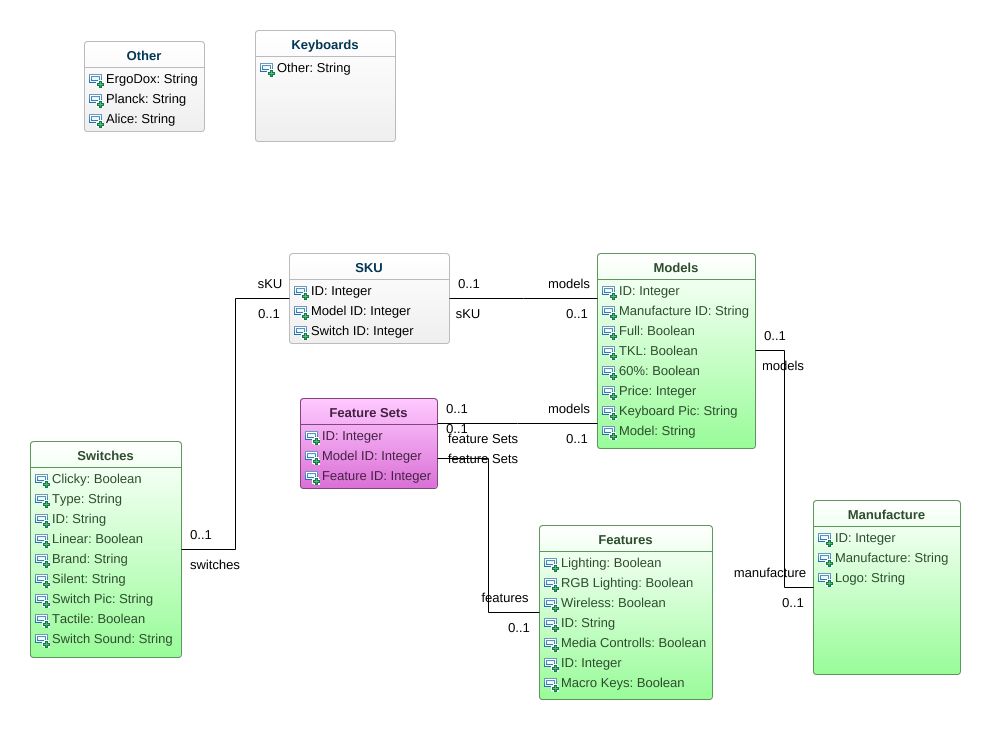 Other
ErgoDox: String
Planck: String
Alice: String
Keyboards
Other: String
SKU
ID: Integer
Model ID: Integer
Switch ID: Integer
sKU
0..1
0..1
sKU
models
0..1
Models
ID: Integer
Manufacture ID: String
Full: Boolean
TKL: Boolean
60%: Boolean
Price: Integer
Keyboard Pic: String
Model: String
0..1
models
Feature Sets
ID: Integer
Model ID: Integer
Feature ID: Integer
0..1
0..1
feature Sets
feature Sets
models
0..1
Switches
Clicky: Boolean
Type: String
ID: String
Linear: Boolean
Brand: String
Silent: String
Switch Pic: String
Tactile: Boolean
Switch Sound: String
0..1
switches
features
0..1
Features
Lighting: Boolean
RGB Lighting: Boolean
Wireless: Boolean
ID: String
Media Controlls: Boolean
ID: Integer
Macro Keys: Boolean
manufacture
0..1
Manufacture
ID: Integer
Manufacture: String
Logo: String